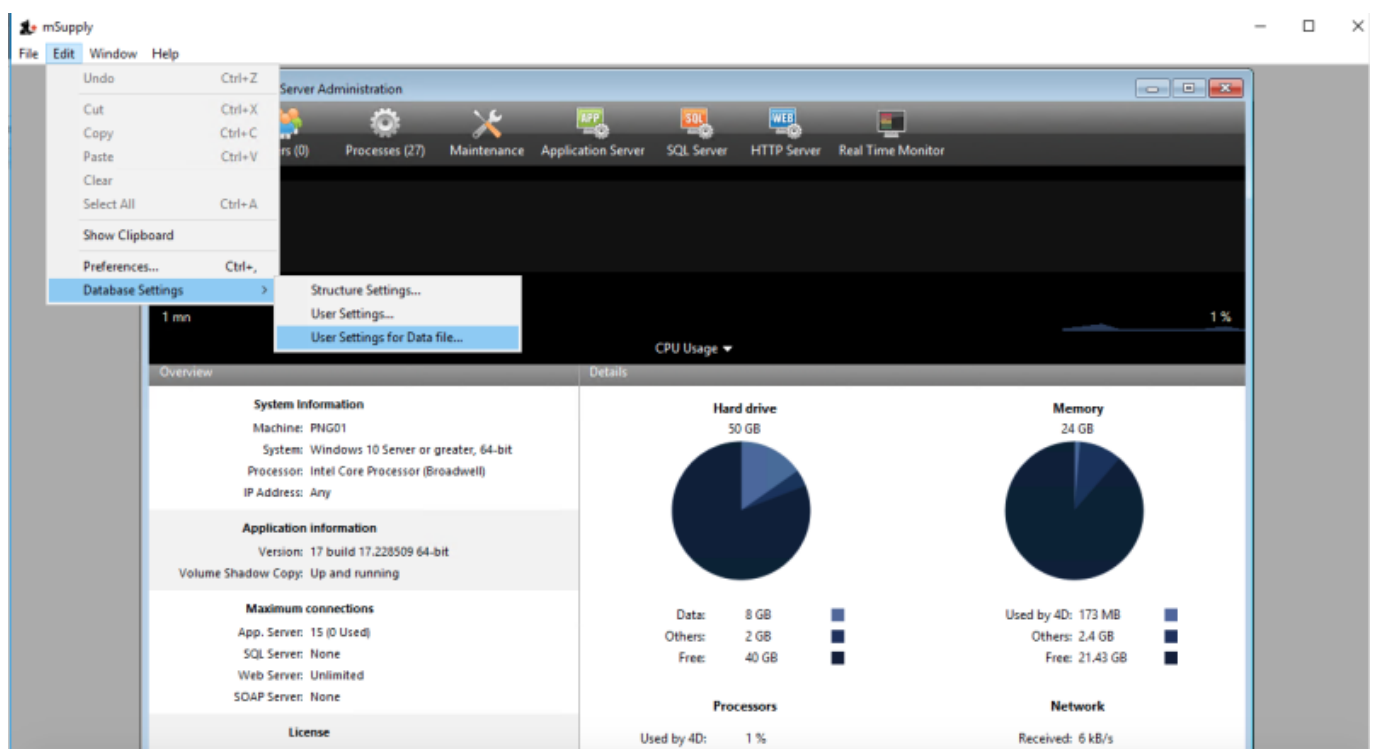 mSupply
File Edit Window Help
Undo Ctrl+Z
Cut Ctrl+X
Copy Ctrl+C
Paste Ctrl+V
Clear
Select All Ctrl+A
Show Clipboard
Preferences... Ctrl+,
Database Settings >
Structure Settings...
User Settings...
User Settings for Data file...
Server Administration
rs (0) Processes (27) Maintenance Application Server SQL Server HTTP Server Real Time Monitor
APP SQL WEB
1 mn 1 %
CPU Usage
Overview
System Information
Machine: PNG01
System: Windows 10 Server or greater, 64-bit
Processor: Intel Core Processor (Broadwell)
IP Address: Any
Application information
Version: 17 build 17.228509 64-bit
Volume Shadow Copy: Up and running
Maximum connections
App. Server: 15 (0 Used)
SQL Server: None
Web Server: Unlimited
SOAP Server: None
License
Details
Hard drive
50 GB
Data: 8 GB
Others: 2 GB
Free: 40 GB
Memory
24 GB
Used by 4D: 173 MB
Others: 2.4 GB
Free: 21.43 GB
Processors
Used by 4D: 1 %
Network
Received: 6 kB/s